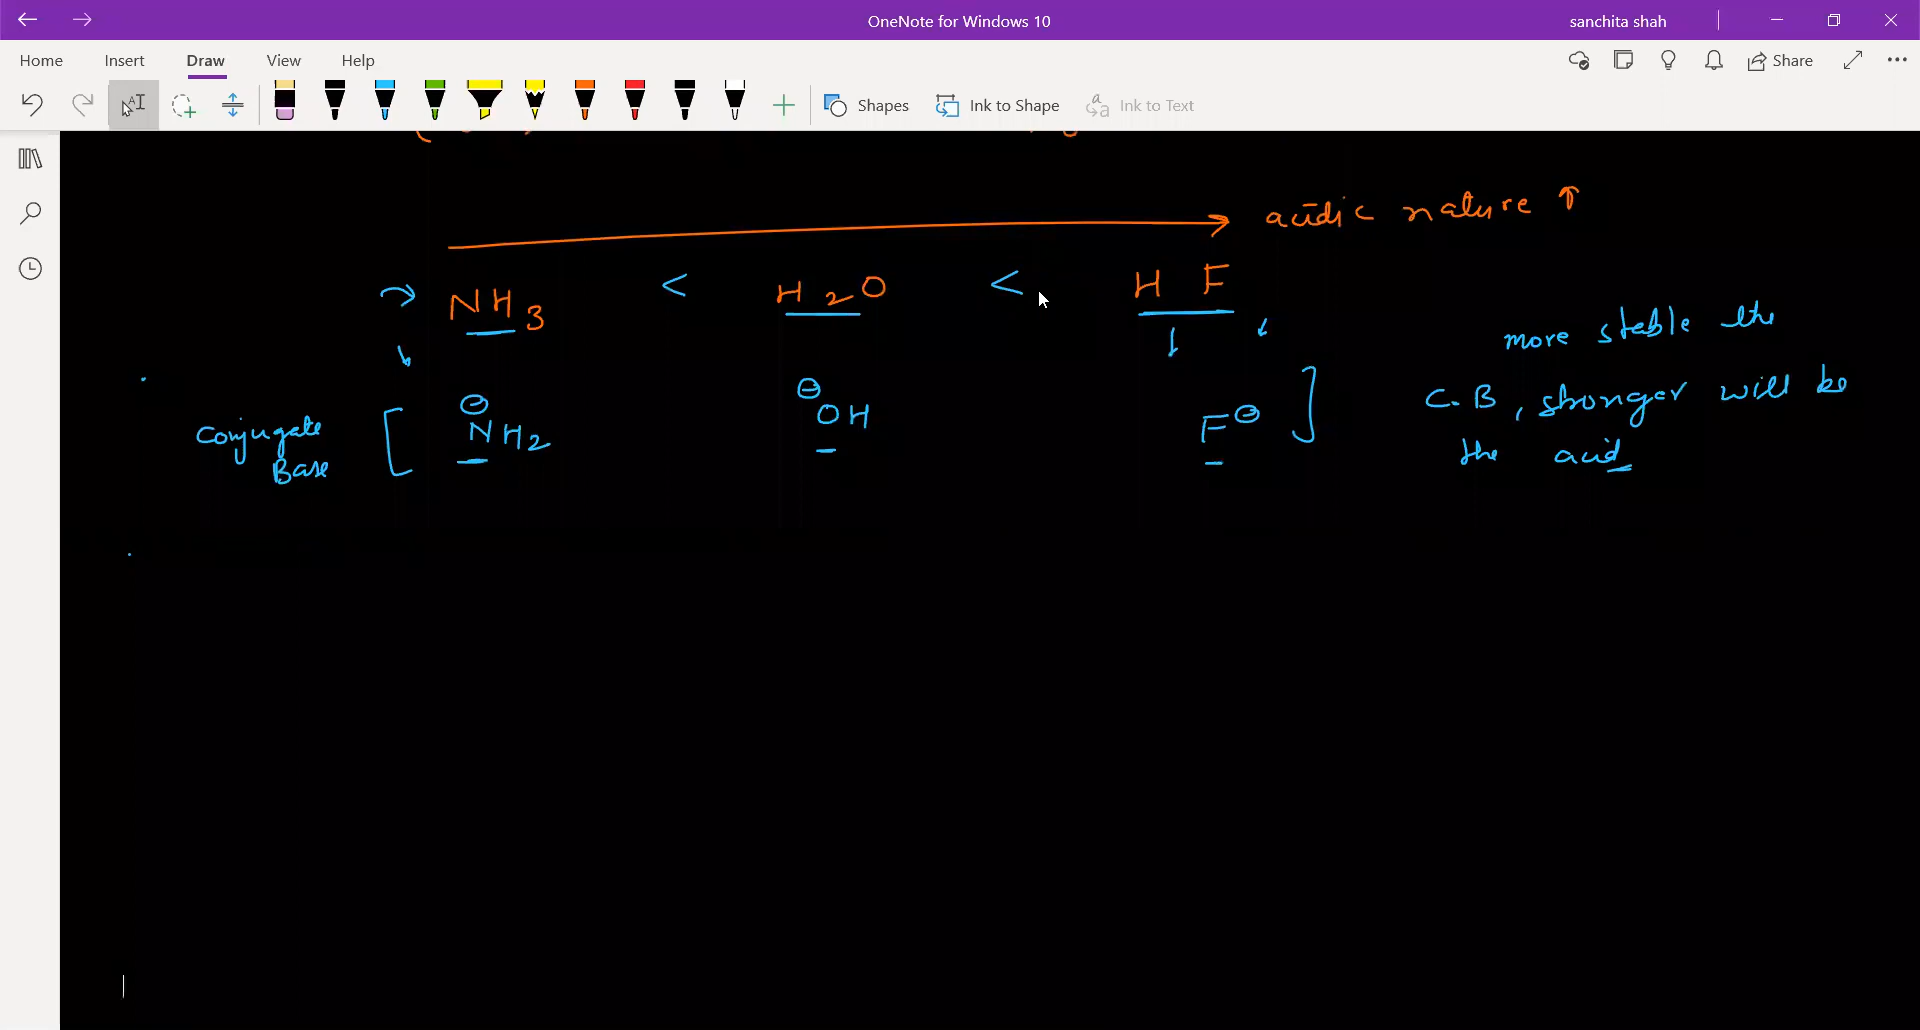 OneNote for Windows 10
sanchita shah
Home Insert Draw View Help
Share
Shapes
Ink to Shape
Ink to Text
acidic nature ↑
→ NH3 < H2O < HF
more stable the
C.B, stronger will be
the acid
Conjugate
Base
[ ⊖NH2 ⊖OH F⊖ ]